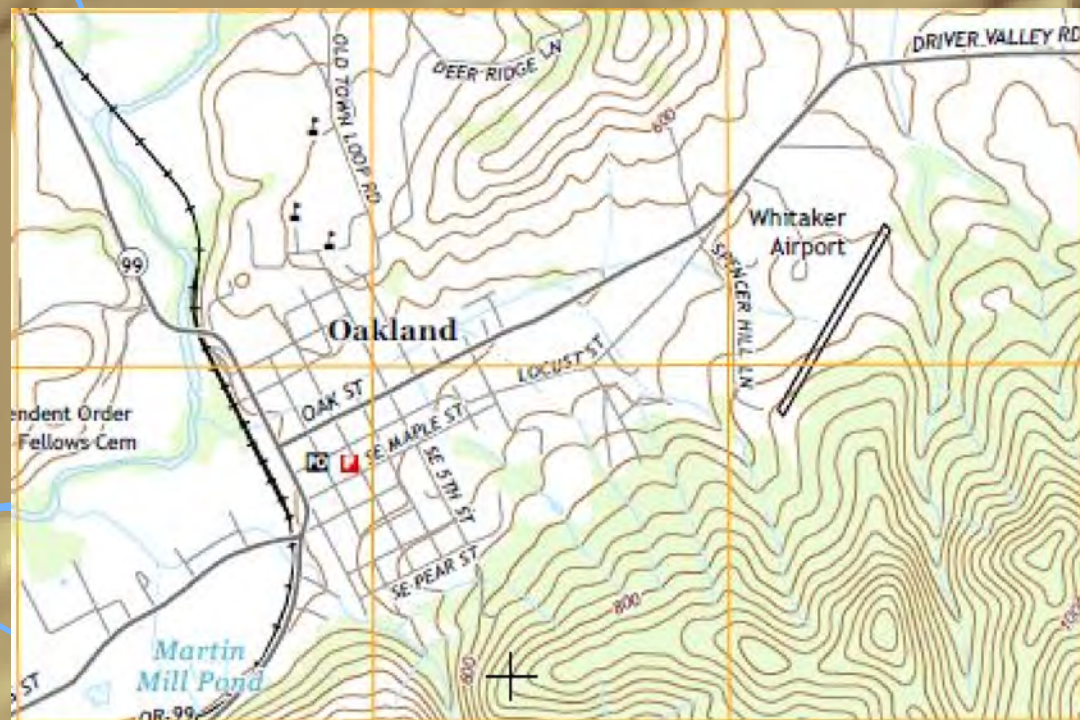 DRIVER VALLEY RD
DEER RIDGE LN
OLD TOWN LOOP RD
600
Whitaker
Airport
99
SPENCER HILL LN
Oakland
LOCUST ST
OAK ST
endent Order
Fellows Cem
SE MAPLE ST
PO
F
SE 5TH ST
SE PEAR ST
800
Martin
Mill Pond
800
ST
OR-99